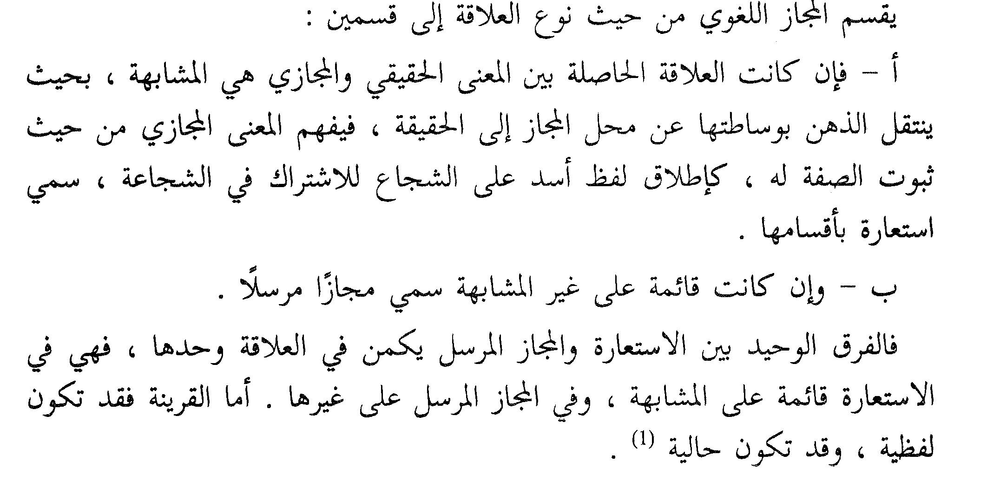 يقسم المجاز اللغوي من حيث نوع العلاقة إلى قسمين :
أ – فإن كانت العلاقة الحاصلة بين المعنى الحقيقي والمجازي هي المشابهة ، بحيث
ينتقل الذهن بوساطتها عن محل المجاز إلى الحقيقة ، فيفهم المعنى المجازي من حيث
ثبوت الصفة له ، كإطلاق لفظ أسد على الشجاع للاشتراك في الشجاعة ، سمي
استعارة بأقسامها .
ب – وإن كانت قائمة على غير المشابهة سمي مجازًا مرسلًا .
فالفرق الوحيد بين الاستعارة والمجاز المرسل يكمن في العلاقة وحدها ، فهي في
الاستعارة قائمة على المشابهة ، وفي المجاز المرسل على غيرها . أما القرينة فقد تكون
لفظية ، وقد تكون حالية (1) .